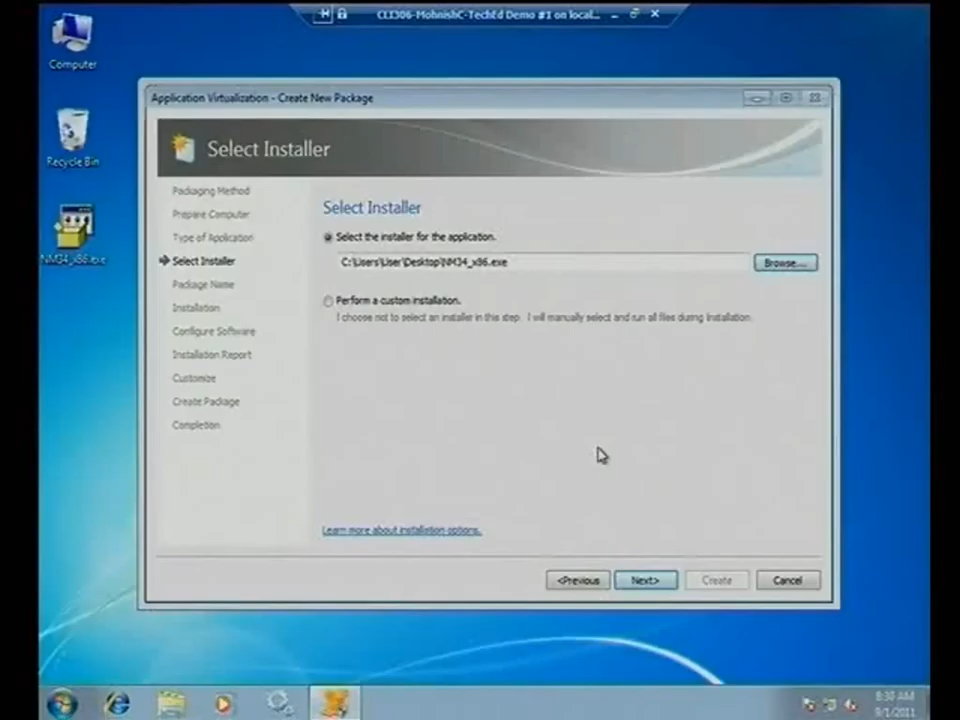 CLI306-MohnishC-TechEd Demo #1 on local...
Computer
Recycle Bin
NM34_x86.exe
Application Virtualization - Create New Package
Select Installer
Packaging Method
Prepare Computer
Type of Application
Select Installer
Package Name
Installation
Configure Software
Installation Report
Customize
Create Package
Completion
Select Installer
Select the installer for the application.
C:\Users\User\Desktop\NM34_x86.exe
Browse...
Perform a custom installation.
I choose not to select an installer in this step. I will manually select and run all files during installation.
Learn more about installation options.
<Previous
Next>
Create
Cancel
8:38 AM
9/1/2011